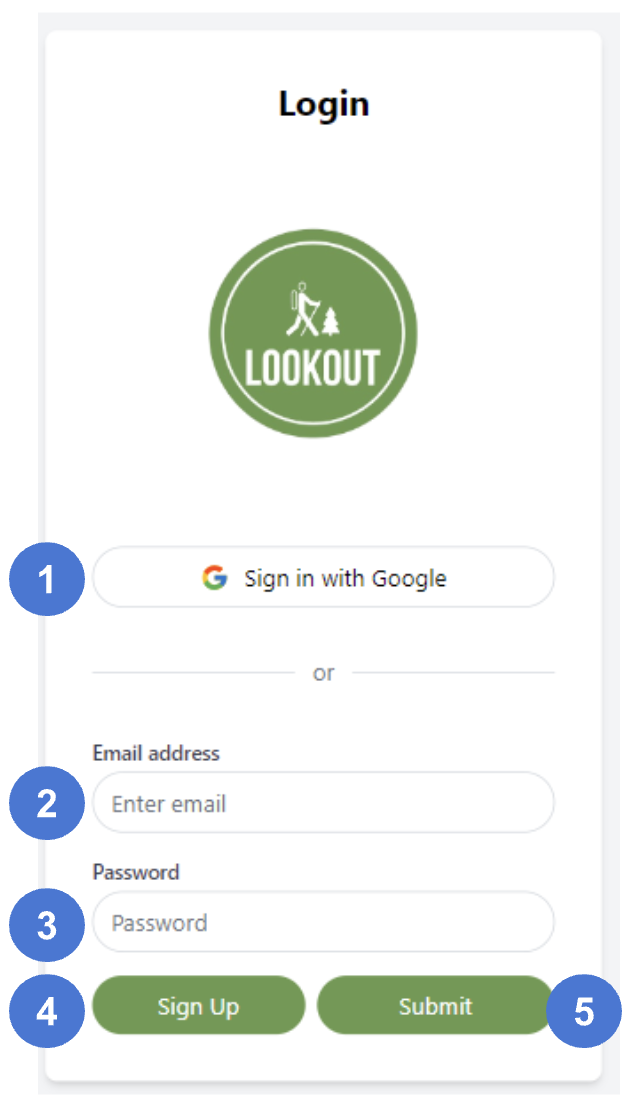 Login
LOOKOUT
1
Sign in with Google
or
Email address
2
Enter email
Password
3
Password
4
Sign Up
Submit
5